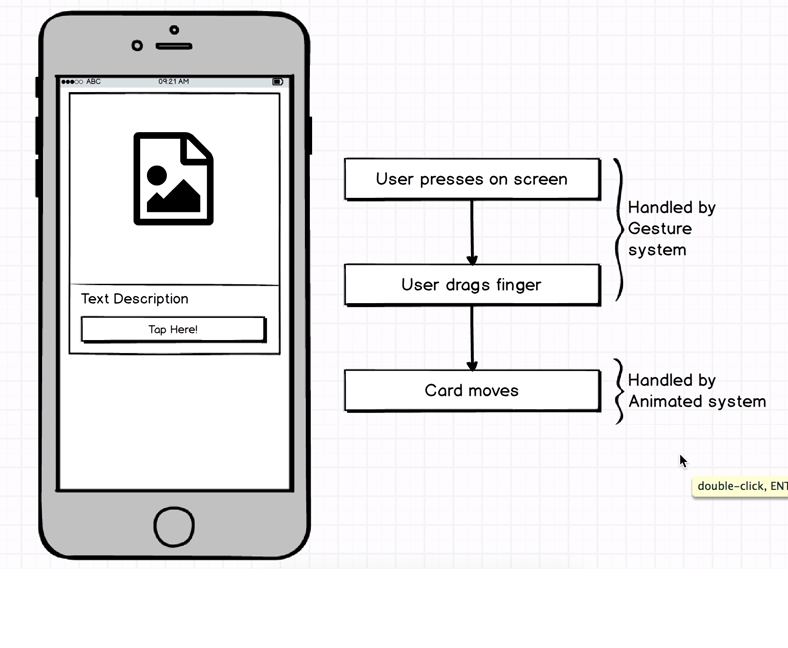 ABC 09:21 AM
Text Description
Tap Here!
User presses on screen
User drags finger
Card moves
Handled by
Gesture
system
Handled by
Animated system
double-click, ENT